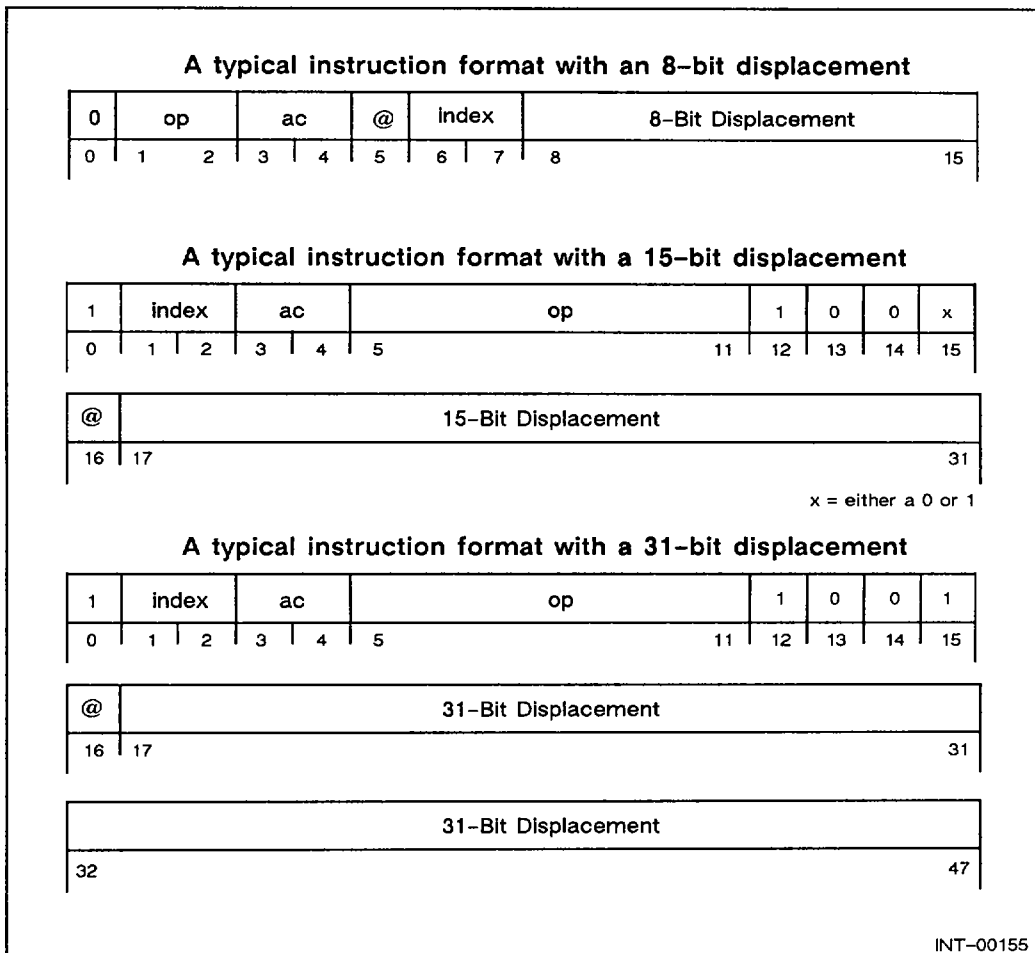 A typical instruction format with an 8-bit displacement
0 op ac @ index 8-Bit Displacement
0 1 2 3 4 5 6 7 8 15
A typical instruction format with a 15-bit displacement
1 index ac op 1 0 0 x
0 1 2 3 4 5 11 12 13 14 15
@ 15-Bit Displacement
16 17 31
x = either a 0 or 1
A typical instruction format with a 31-bit displacement
1 index ac op 1 0 0 1
0 1 2 3 4 5 11 12 13 14 15
@ 31-Bit Displacement
16 17 31
31-Bit Displacement
32 47
INT-00155